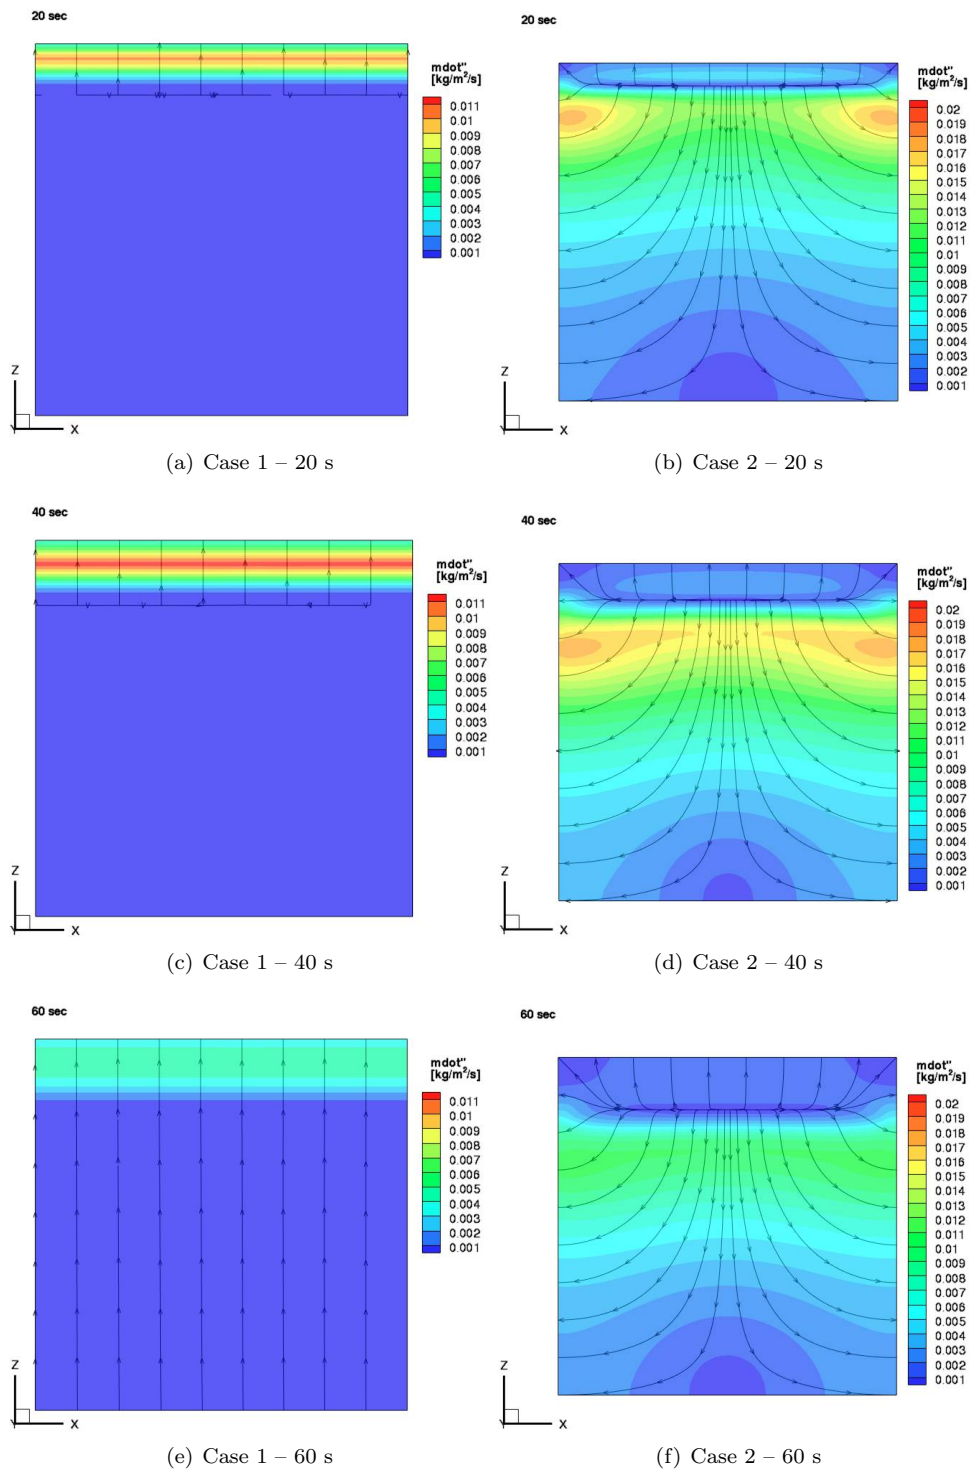 20 sec
mdot"
[kg/m²/s]
0.011
0.01
0.009
0.008
0.007
0.006
0.005
0.004
0.003
0.002
0.001
Z
Y
X
(a) Case 1 – 20 s
20 sec
mdot"
[kg/m²/s]
0.02
0.019
0.018
0.017
0.016
0.015
0.014
0.013
0.012
0.011
0.01
0.009
0.008
0.007
0.006
0.005
0.004
0.003
0.002
0.001
Z
Y
X
(b) Case 2 – 20 s
40 sec
mdot"
[kg/m²/s]
0.011
0.01
0.009
0.008
0.007
0.006
0.005
0.004
0.003
0.002
0.001
Z
Y
X
(c) Case 1 – 40 s
40 sec
mdot"
[kg/m²/s]
0.02
0.019
0.018
0.017
0.016
0.015
0.014
0.013
0.012
0.011
0.01
0.009
0.008
0.007
0.006
0.005
0.004
0.003
0.002
0.001
Z
Y
X
(d) Case 2 – 40 s
60 sec
mdot"
[kg/m²/s]
0.011
0.01
0.009
0.008
0.007
0.006
0.005
0.004
0.003
0.002
0.001
Z
Y
X
(e) Case 1 – 60 s
60 sec
mdot"
[kg/m²/s]
0.02
0.019
0.018
0.017
0.016
0.015
0.014
0.013
0.012
0.011
0.01
0.009
0.008
0.007
0.006
0.005
0.004
0.003
0.002
0.001
Z
Y
X
(f) Case 2 – 60 s